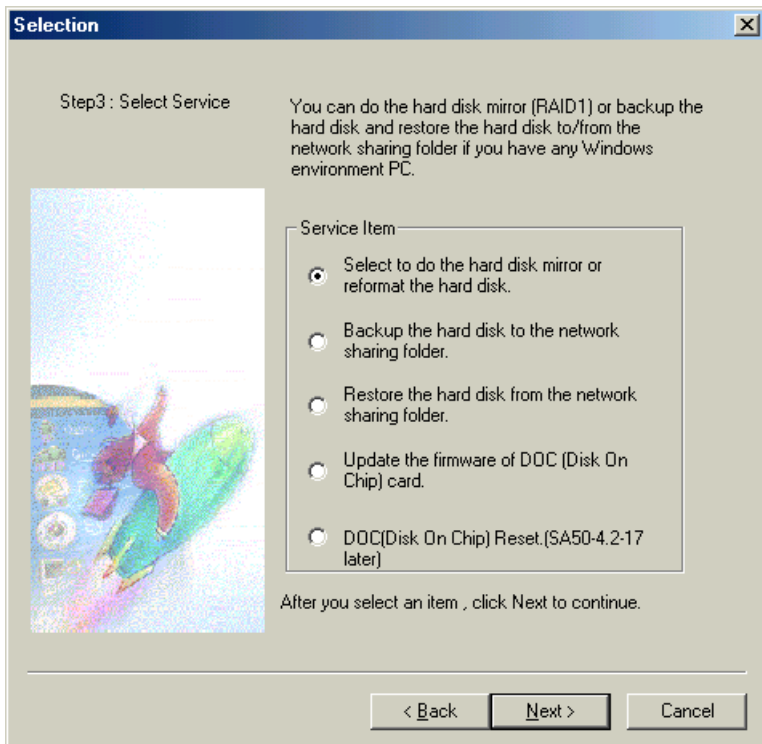 Selection
Step3 : Select Service
You can do the hard disk mirror (RAID1) or backup the
hard disk and restore the hard disk to/from the
network sharing folder if you have any Windows
environment PC.
Service Item
Select to do the hard disk mirror or
reformat the hard disk.
Backup the hard disk to the network
sharing folder.
Restore the hard disk from the network
sharing folder.
Update the firmware of DOC (Disk On
Chip) card.
DOC(Disk On Chip) Reset.(SA50-4.2-17
later)
After you select an item , click Next to continue.
< Back
Next >
Cancel